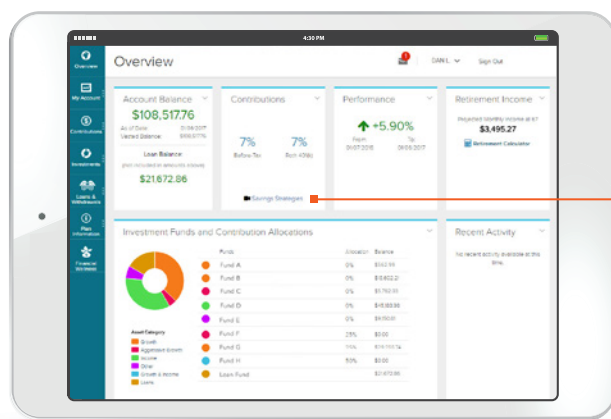 4:30 PM
Overview
Overview
DANI L.
Sign Out
My Account
Contributions
Investments
Loans &
Withdrawals
Plan
Information
Financial
Wellness
Account Balance
$108,517.76
As of Date:
Vested Balance:
Loan Balance:
$21,672.86
Contributions
7% 7%
Before Tax
Savings Strategies
Performance
+5.90%
From: To:
Retirement Income
Projected Monthly Income at 67
$3,495.27
Retirement Calculator
Investment Funds and Contribution Allocations
Funds Allocation Balance
Fund A 0%
Fund B 0%
Fund C 0%
Fund D 0%
Fund E 0%
Fund F 25% $0.00
Fund G
Fund H 50% $0.00
Loan Fund $21,672.86
Asset Category
Growth
Aggressive Growth
Income
Other
Growth & Income
Loans
Recent Activity
No recent activity available at this
time.